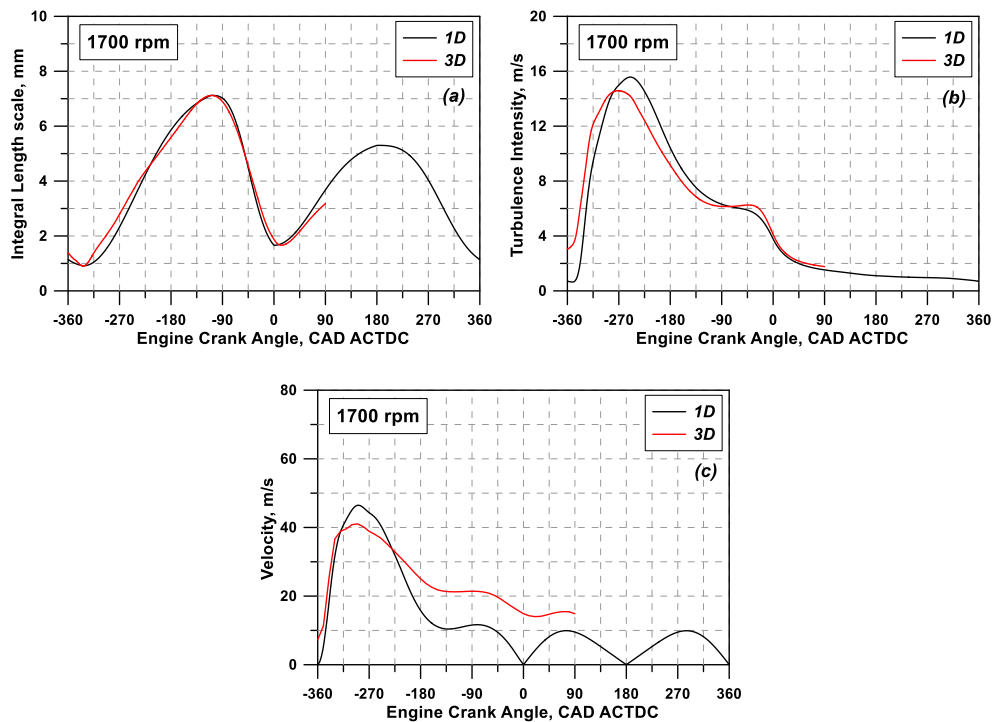 10
8
6
4
2
0
Integral Length scale, mm
1700 rpm
1D
3D
(a)
-360 -270 -180 -90 0 90 180 270 360
Engine Crank Angle, CAD ACTDC
20
16
12
8
4
0
Turbulence Intensity, m/s
1700 rpm
1D
3D
(b)
-360 -270 -180 -90 0 90 180 270 360
Engine Crank Angle, CAD ACTDC
80
60
40
20
0
Velocity, m/s
1700 rpm
1D
3D
(c)
-360 -270 -180 -90 0 90 180 270 360
Engine Crank Angle, CAD ACTDC